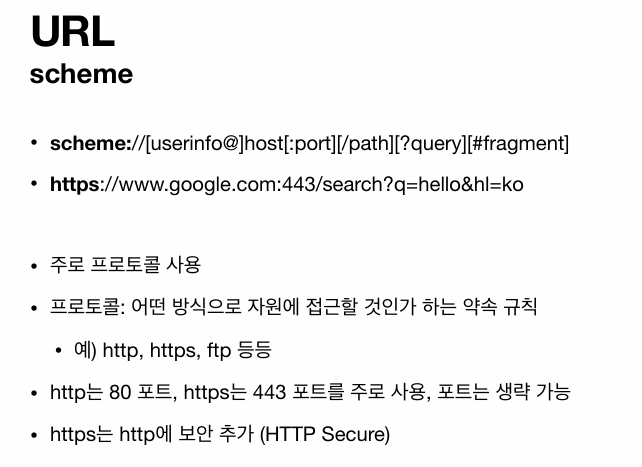 URL
scheme
• scheme://[userinfo@]host[:port][/path][?query][#fragment]
• https://www.google.com:443/search?q=hello&hl=ko
• 주로 프로토콜 사용
• 프로토콜: 어떤 방식으로 자원에 접근할 것인가 하는 약속 규칙
• 예) http, https, ftp 등등
• http는 80 포트, https는 443 포트를 주로 사용, 포트는 생략 가능
• https는 http에 보안 추가 (HTTP Secure)